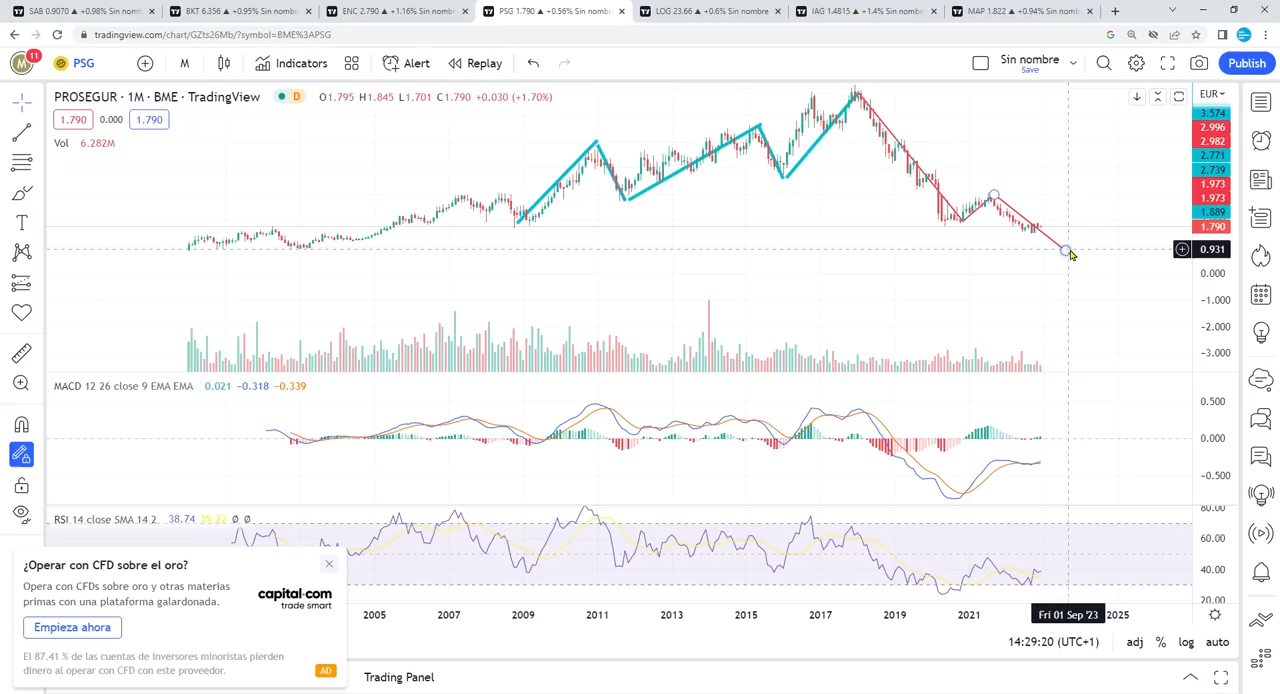 SAB 0.9070 ▲ +0.98% Sin nombre
BKT 6.356 ▲ +0.95% Sin nombre
ENC 2.790 ▲ +1.16% Sin nombre
PSG 1.790 ▲ +0.56% Sin nombre
LOG 23.66 ▲ +0.6% Sin nombre
IAG 1.4815 ▲ +1.4% Sin nombre
MAP 1.822 ▲ +0.94% Sin nombre
tradingview.com/chart/GZts26Mb/?symbol=BME%3APSG
M 11
PSG
M
Indicators
Alert
Replay
Sin nombre
Save
Publish
PROSEGUR · 1M · BME · TradingView
D
O1.795 H1.845 L1.701 C1.790 +0.030 (+1.70%)
1.790 0.000 1.790
Vol 6.282M
EUR
3.574
2.996
2.982
2.771
2.739
1.973
1.973
1.889
1.790
0.931
0.000
−1.000
−2.000
−3.000
MACD 12 26 close 9 EMA EMA 0.021 −0.318 −0.339
0.500
0.000
−0.500
RSI 14 close SMA 14 2 38.74 35.22 Ø Ø
80.00
60.00
40.00
20.00
¿Operar con CFD sobre el oro?
Opera con CFDs sobre oro y otras materias
primas con una plataforma galardonada.
capital.com
trade smart
Empieza ahora
El 87.41 % de las cuentas de inversores minoristas pierden
dinero al operar con CFD con este proveedor.
AD
2005 2007 2009 2011 2013 2015 2017 2019 2021 Fri 01 Sep '23 2025
14:29:20 (UTC+1) adj % log auto
Trading Panel